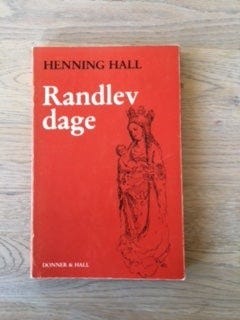 HENNING HALL
Randlev
dage
DONNER & HALL